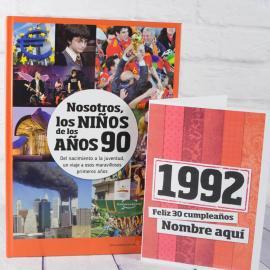 Nosotros,
los NIÑOS
de los
AÑOS 90
Del nacimiento a la juventud,
un viaje a esos maravillosos
primeros años
1992
Feliz 30 cumpleaños
Nombre aquí